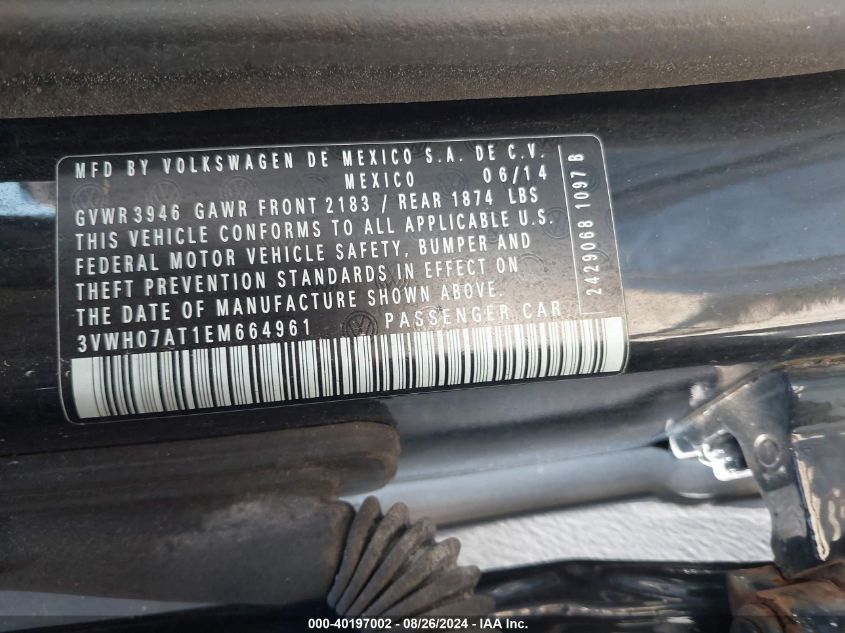 MFD BY VOLKSWAGEN DE MEXICO S.A. DE C.V.
MEXICO 06/14
GVWR 3946 GAWR FRONT 2183 / REAR 1874 LBS
THIS VEHICLE CONFORMS TO ALL APPLICABLE U.S.
FEDERAL MOTOR VEHICLE SAFETY, BUMPER AND
THEFT PREVENTION STANDARDS IN EFFECT ON
THE DATE OF MANUFACTURE SHOWN ABOVE.
3VWH07AT1EM664961 PASSENGER CAR
2429068 1097 B
000-40197002 - 08/26/2024 - IAA Inc.